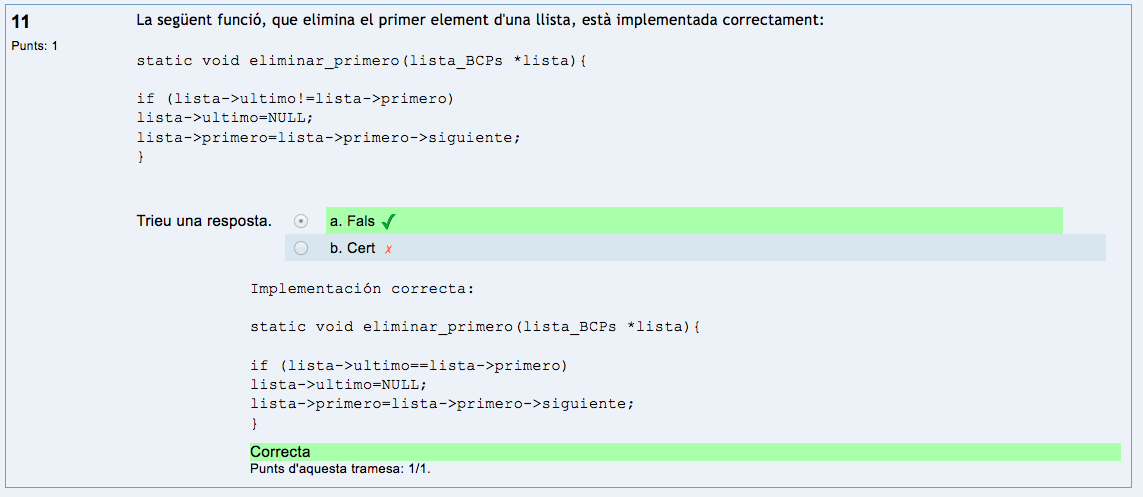 11
Punts: 1
La següent funció, que elimina el primer element d'una llista, està implementada correctament:
static void eliminar_primero(lista_BCPs *lista){
if (lista->ultimo!=lista->primero)
lista->ultimo=NULL;
lista->primero=lista->primero->siguiente;
}
Trieu una resposta.
a. Fals ✓
b. Cert ✗
Implementación correcta:
static void eliminar_primero(lista_BCPs *lista){
if (lista->ultimo==lista->primero)
lista->ultimo=NULL;
lista->primero=lista->primero->siguiente;
}
Correcta
Punts d'aquesta tramesa: 1/1.